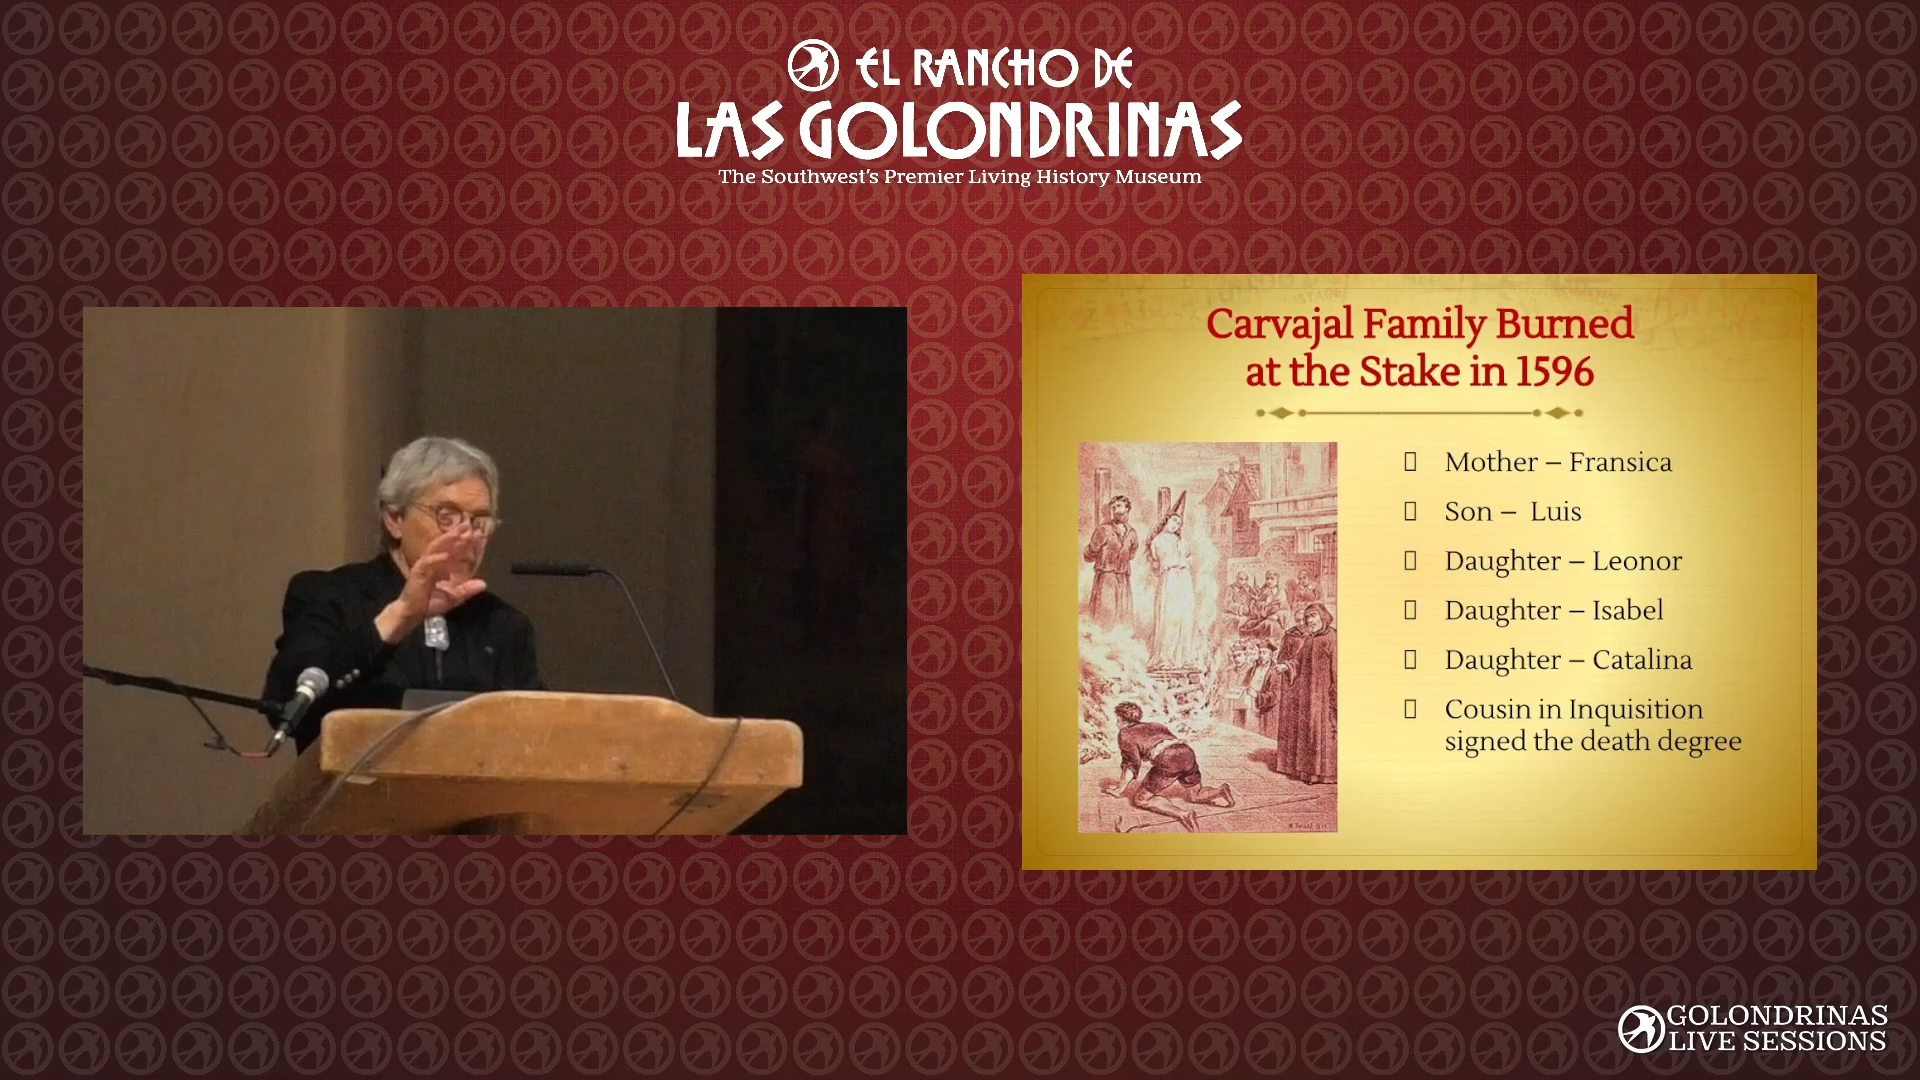 EL RANCHO DE
LAS GOLONDRINAS
The Southwest's Premier Living History Museum
Carvajal Family Burned
at the Stake in 1596
Mother – Fransica
Son – Luis
Daughter – Leonor
Daughter – Isabel
Daughter – Catalina
Cousin in Inquisition
signed the death degree
GOLONDRINAS
LIVE SESSIONS